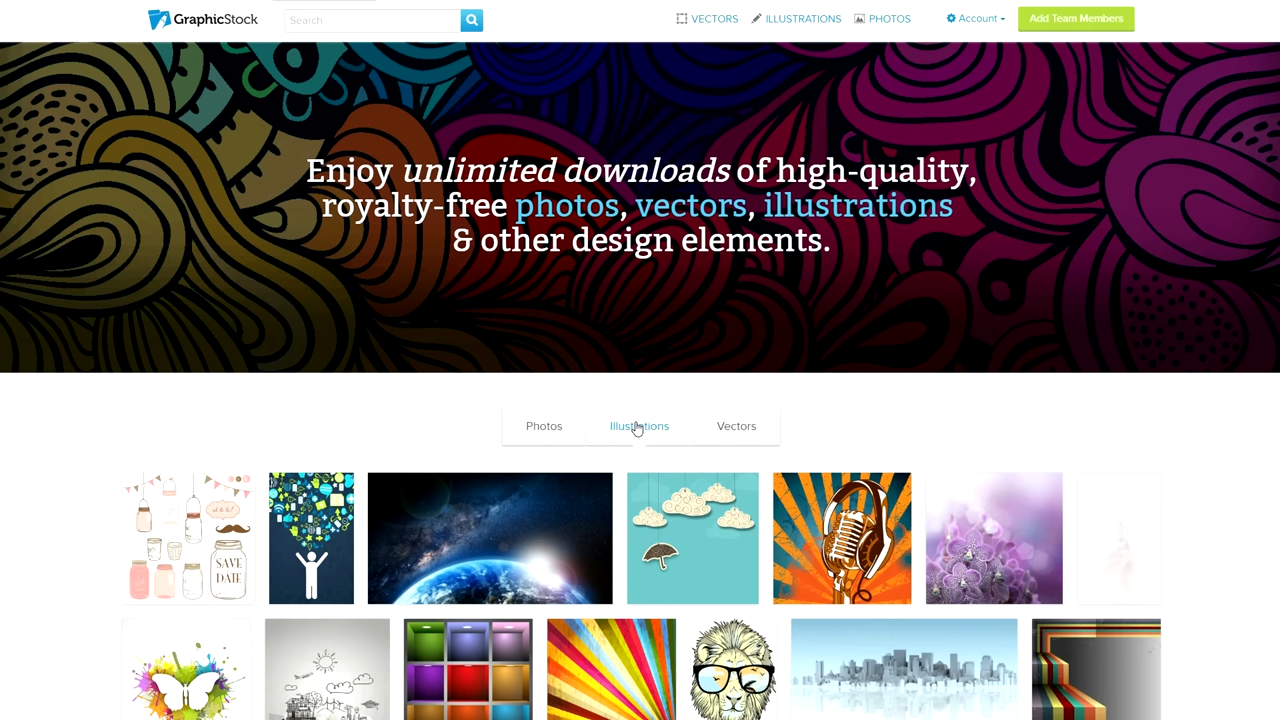 GraphicStock
Search
VECTORS
ILLUSTRATIONS
PHOTOS
Account
Add Team Members
Enjoy unlimited downloads of high-quality,
royalty-free photos, vectors, illustrations
& other design elements.
Photos
Illustrations
Vectors
SAVE
DATE